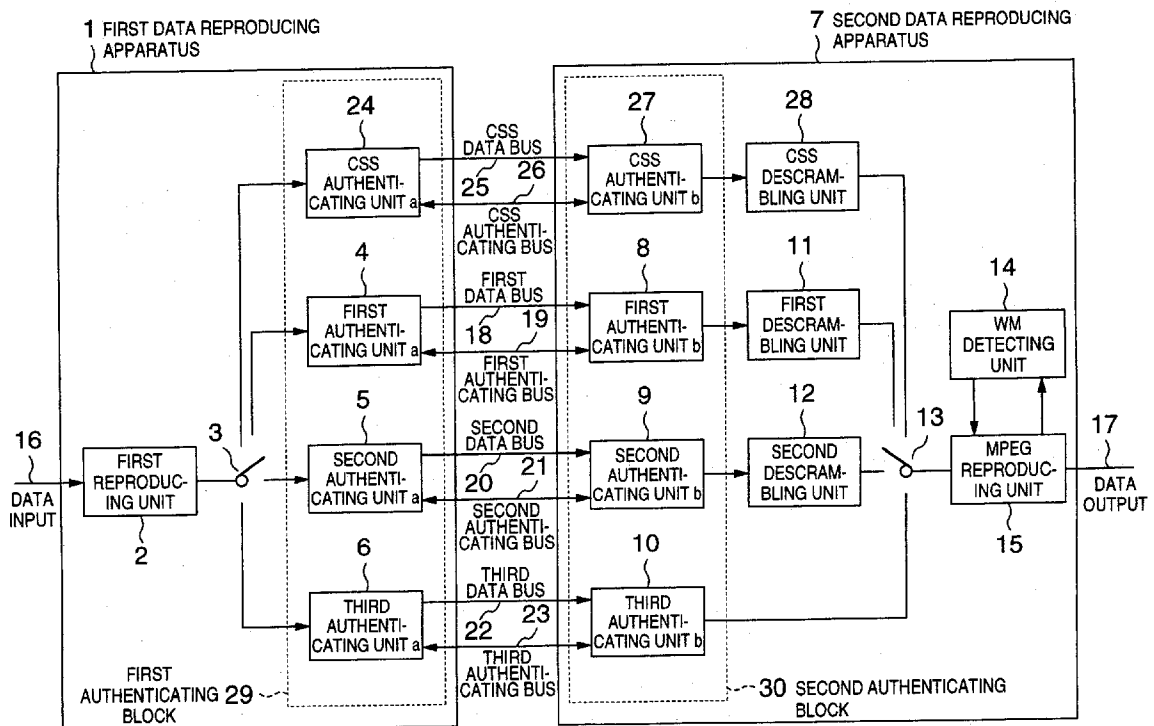 1 FIRST DATA REPRODUCING
APPARATUS
7 SECOND DATA REPRODUCING
APPARATUS
24
CSS
AUTHENTI-
CATING UNIT a
CSS
DATA BUS
25
26
CSS
AUTHENTI-
CATING BUS
27
CSS
AUTHENTI-
CATING UNIT b
28
CSS
DESCRAM-
BLING UNIT
4
FIRST
AUTHENTI-
CATING UNIT a
FIRST
DATA BUS
18
19
FIRST
AUTHENTI-
CATING BUS
8
FIRST
AUTHENTI-
CATING UNIT b
11
FIRST
DESCRAM-
BLING UNIT
14
WM
DETECTING
UNIT
16
DATA
INPUT
FIRST
REPRODUC-
ING UNIT
2
3
5
SECOND
AUTHENTI-
CATING UNIT a
SECOND
DATA BUS
20
21
SECOND
AUTHENTI-
CATING BUS
9
SECOND
AUTHENTI-
CATING UNIT b
12
SECOND
DESCRAM-
BLING UNIT
13
MPEG
REPRODUC-
ING UNIT
15
17
DATA
OUTPUT
6
THIRD
AUTHENTI-
CATING UNIT a
THIRD
DATA BUS
22
23
THIRD
AUTHENTI-
CATING BUS
10
THIRD
AUTHENTI-
CATING UNIT b
FIRST
AUTHENTICATING 29
BLOCK
30 SECOND AUTHENTICATING
BLOCK